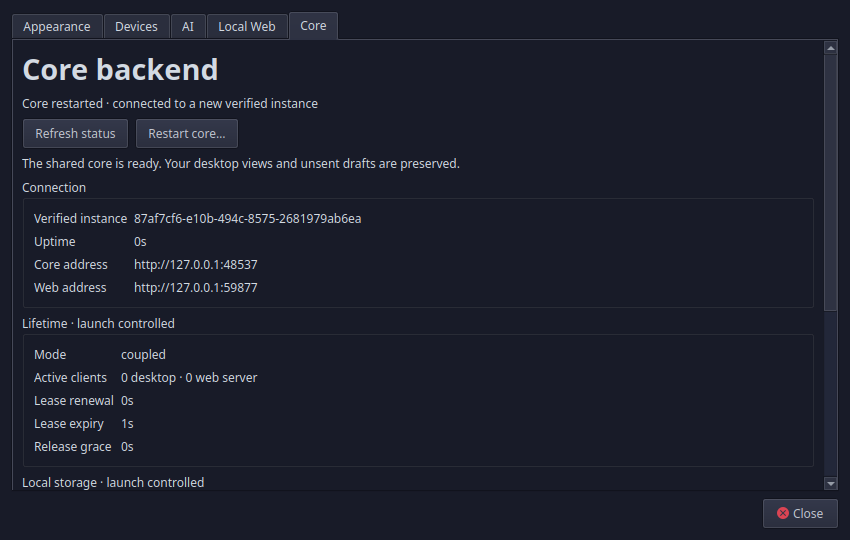 Appearance Devices AI Local Web Core
Core backend
Core restarted · connected to a new verified instance
Refresh status Restart core...
The shared core is ready. Your desktop views and unsent drafts are preserved.
Connection
Verified instance 87af7cf6-e10b-494c-8575-2681979ab6ea
Uptime 0s
Core address http://127.0.0.1:48537
Web address http://127.0.0.1:59877
Lifetime · launch controlled
Mode coupled
Active clients 0 desktop · 0 web server
Lease renewal 0s
Lease expiry 1s
Release grace 0s
Local storage · launch controlled
Close